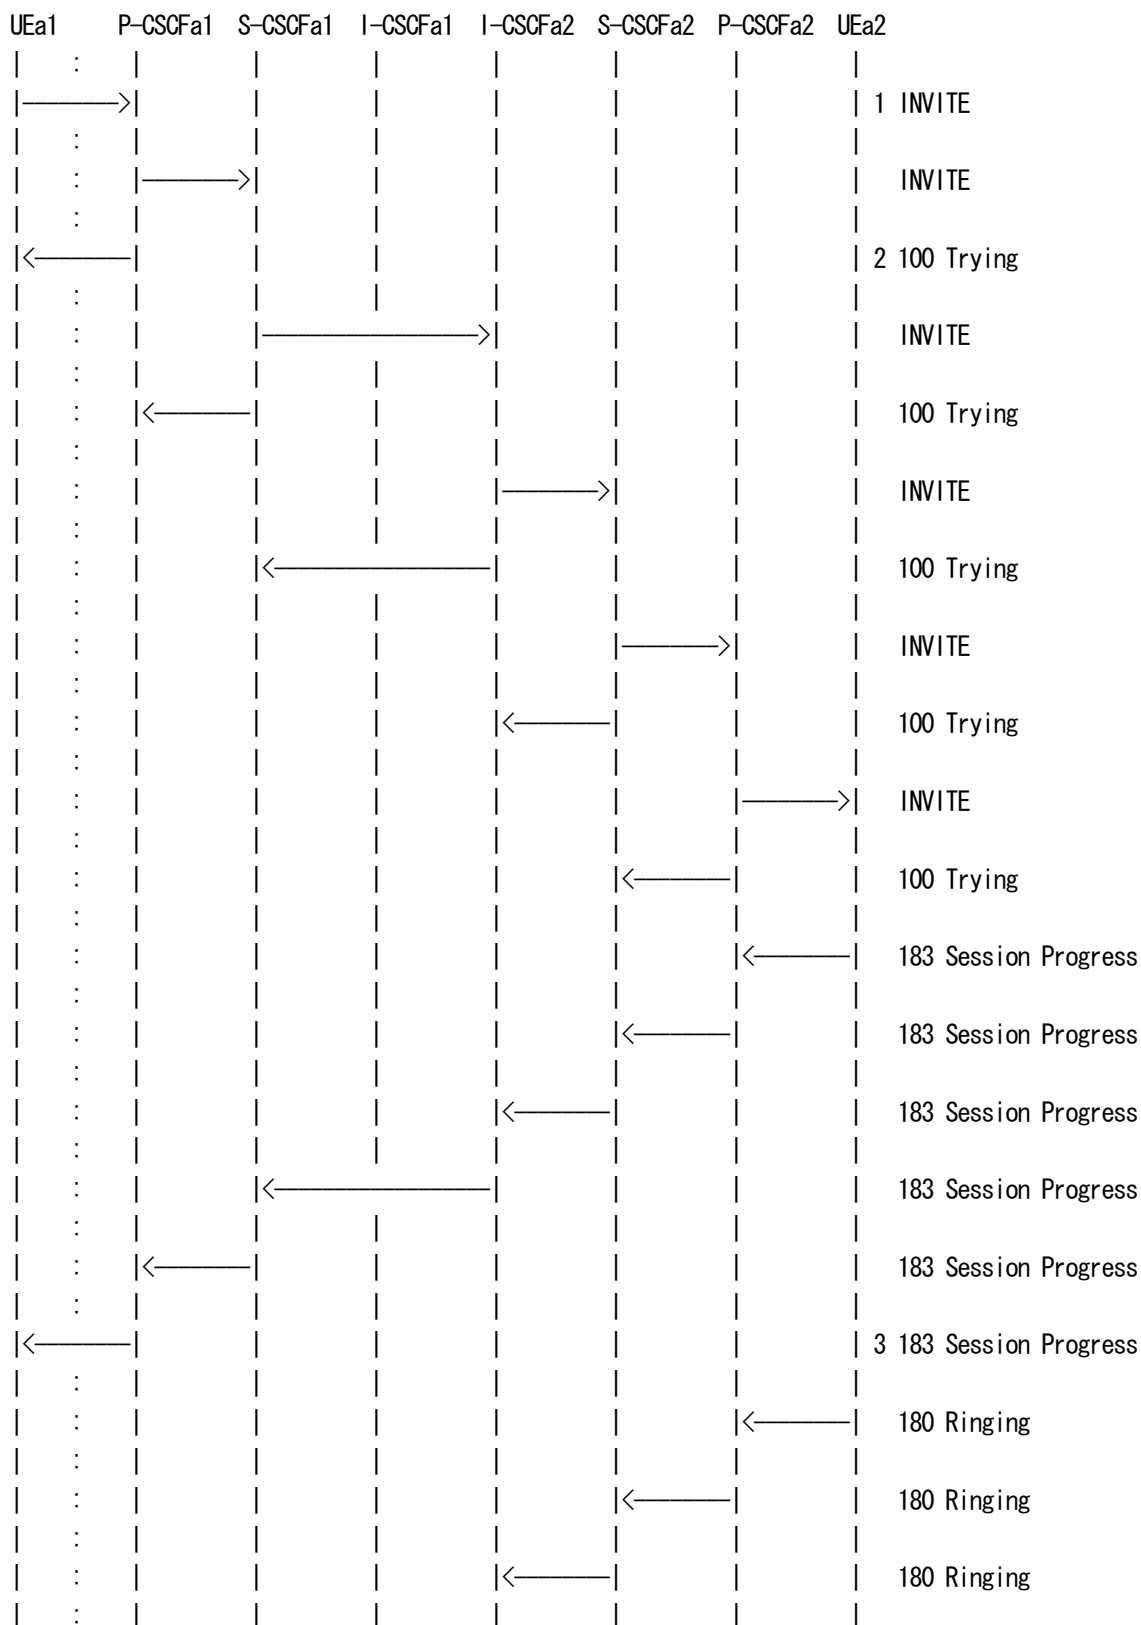 UEa1 P-CSCFa1 S-CSCFa1 I-CSCFa1 I-CSCFa2 S-CSCFa2 P-CSCFa2 UEa2
1 INVITE
INVITE
2 100 Trying
INVITE
100 Trying
INVITE
100 Trying
INVITE
100 Trying
INVITE
100 Trying
183 Session Progress
183 Session Progress
183 Session Progress
183 Session Progress
183 Session Progress
3 183 Session Progress
180 Ringing
180 Ringing
180 Ringing